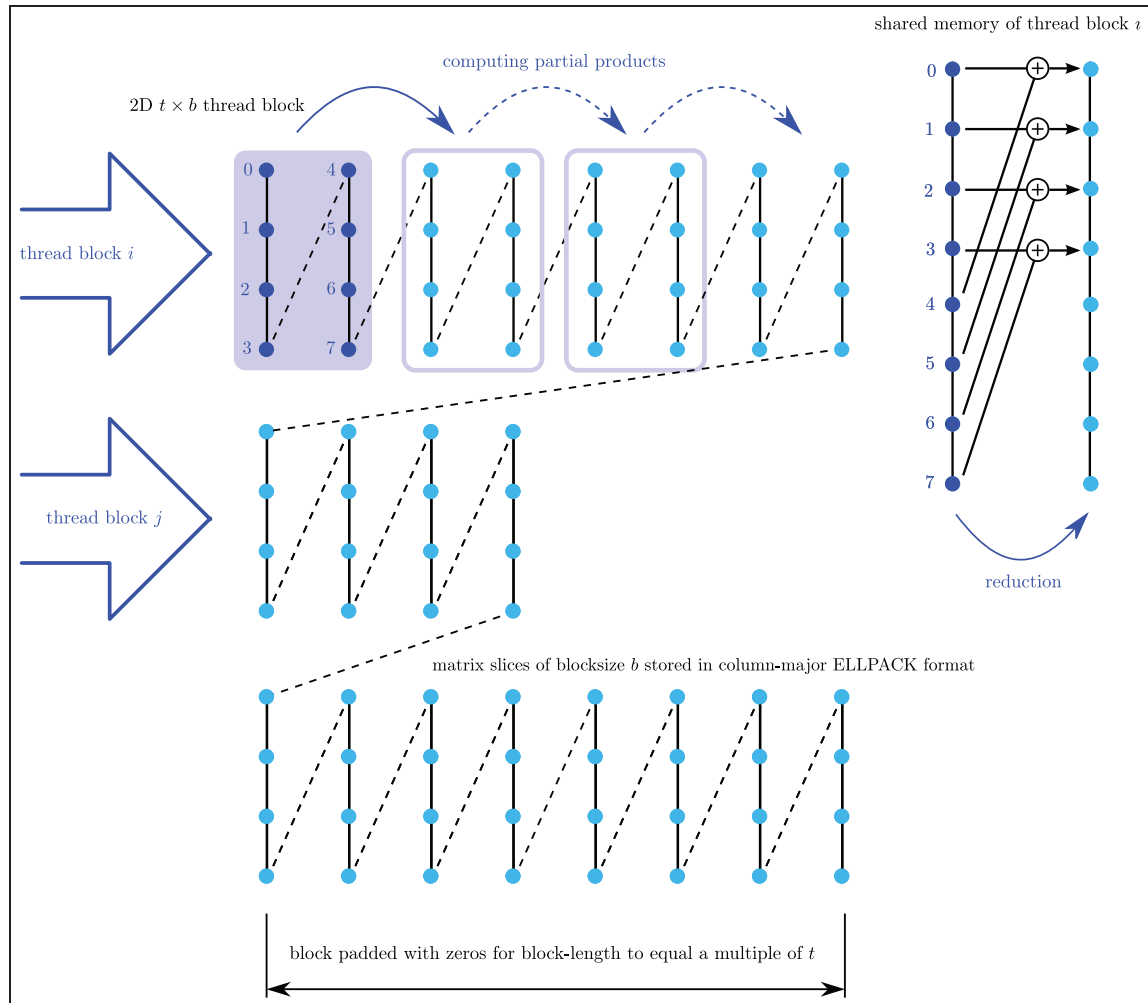 shared memory of thread block ı
computing partial products
2D t × b thread block
0
1
2
3
4
5
6
7
thread block i
0
1
2
3
4
5
6
7
+
+
+
+
reduction
thread block j
matrix slices of blocksize b stored in column-major ELLPACK format
block padded with zeros for block-length to equal a multiple of t